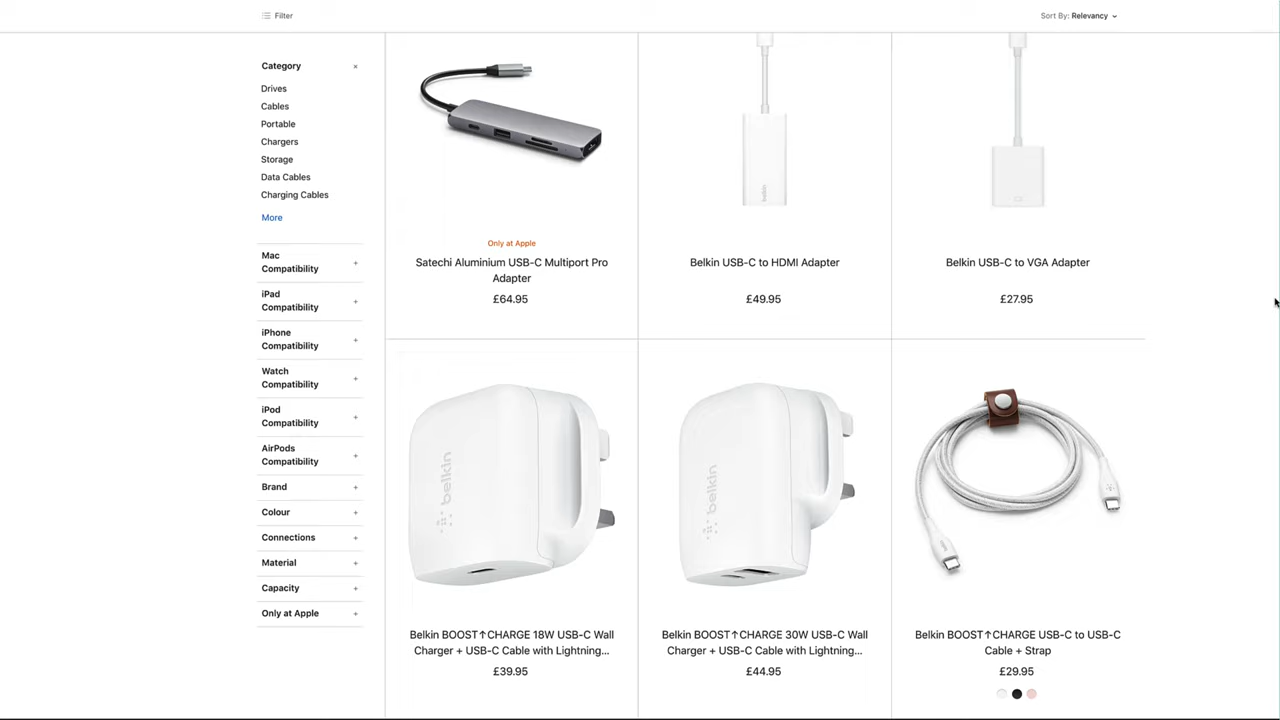 Filter
Sort By: Relevancy
Category
Drives
Cables
Portable
Chargers
Storage
Data Cables
Charging Cables
More
Mac
Compatibility
iPad
Compatibility
iPhone
Compatibility
Watch
Compatibility
iPod
Compatibility
AirPods
Compatibility
Brand
Colour
Connections
Material
Capacity
Only at Apple
Only at Apple
Satechi Aluminium USB-C Multiport Pro
Adapter
£64.95
belkin
Belkin USB-C to HDMI Adapter
£49.95
Belkin USB-C to VGA Adapter
£27.95
belkin
Belkin BOOST↑CHARGE 18W USB-C Wall
Charger + USB-C Cable with Lightning...
£39.95
belkin
Belkin BOOST↑CHARGE 30W USB-C Wall
Charger + USB-C Cable with Lightning...
£44.95
Belkin BOOST↑CHARGE USB-C to USB-C
Cable + Strap
£29.95